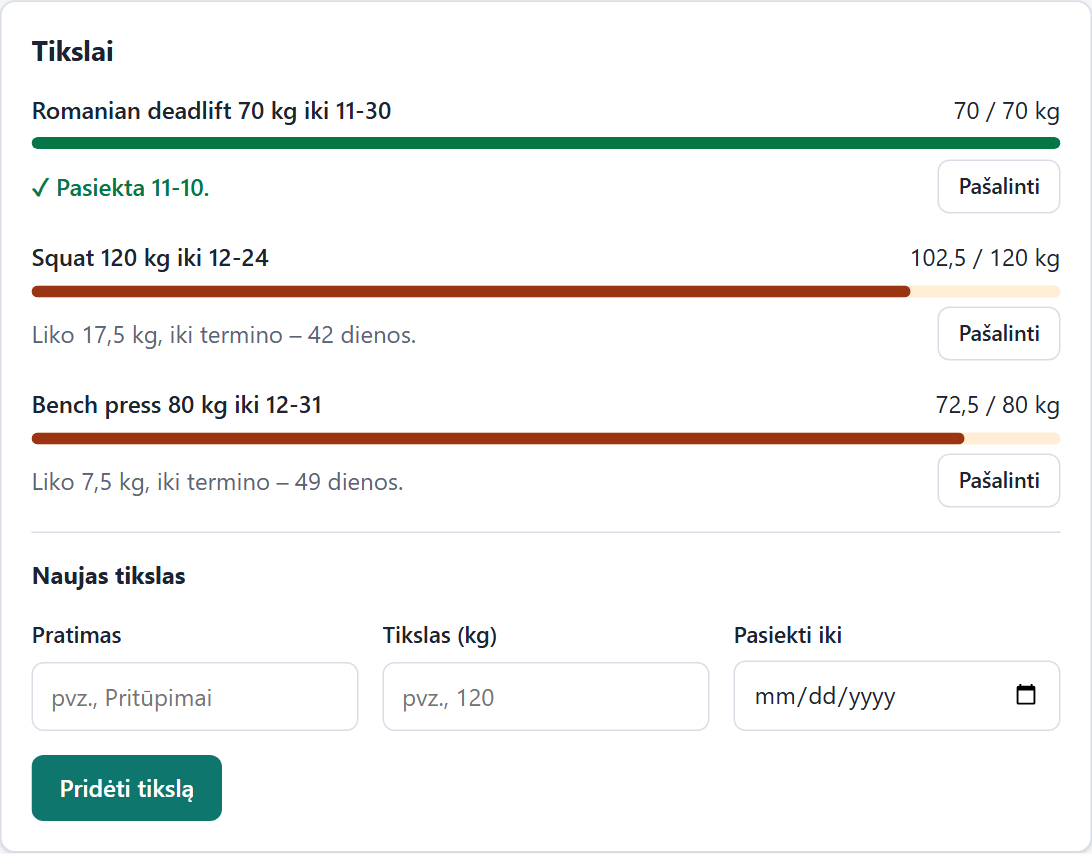 Tikslai
Romanian deadlift 70 kg iki 11-30
70 / 70 kg
✓ Pasiekta 11-10.
Pašalinti
Squat 120 kg iki 12-24
102,5 / 120 kg
Liko 17,5 kg, iki termino – 42 dienos.
Pašalinti
Bench press 80 kg iki 12-31
72,5 / 80 kg
Liko 7,5 kg, iki termino – 49 dienos.
Pašalinti
Naujas tikslas
Pratimas
Tikslas (kg)
Pasiekti iki
pvz., Pritūpimai
pvz., 120
mm/dd/yyyy
Pridėti tikslą